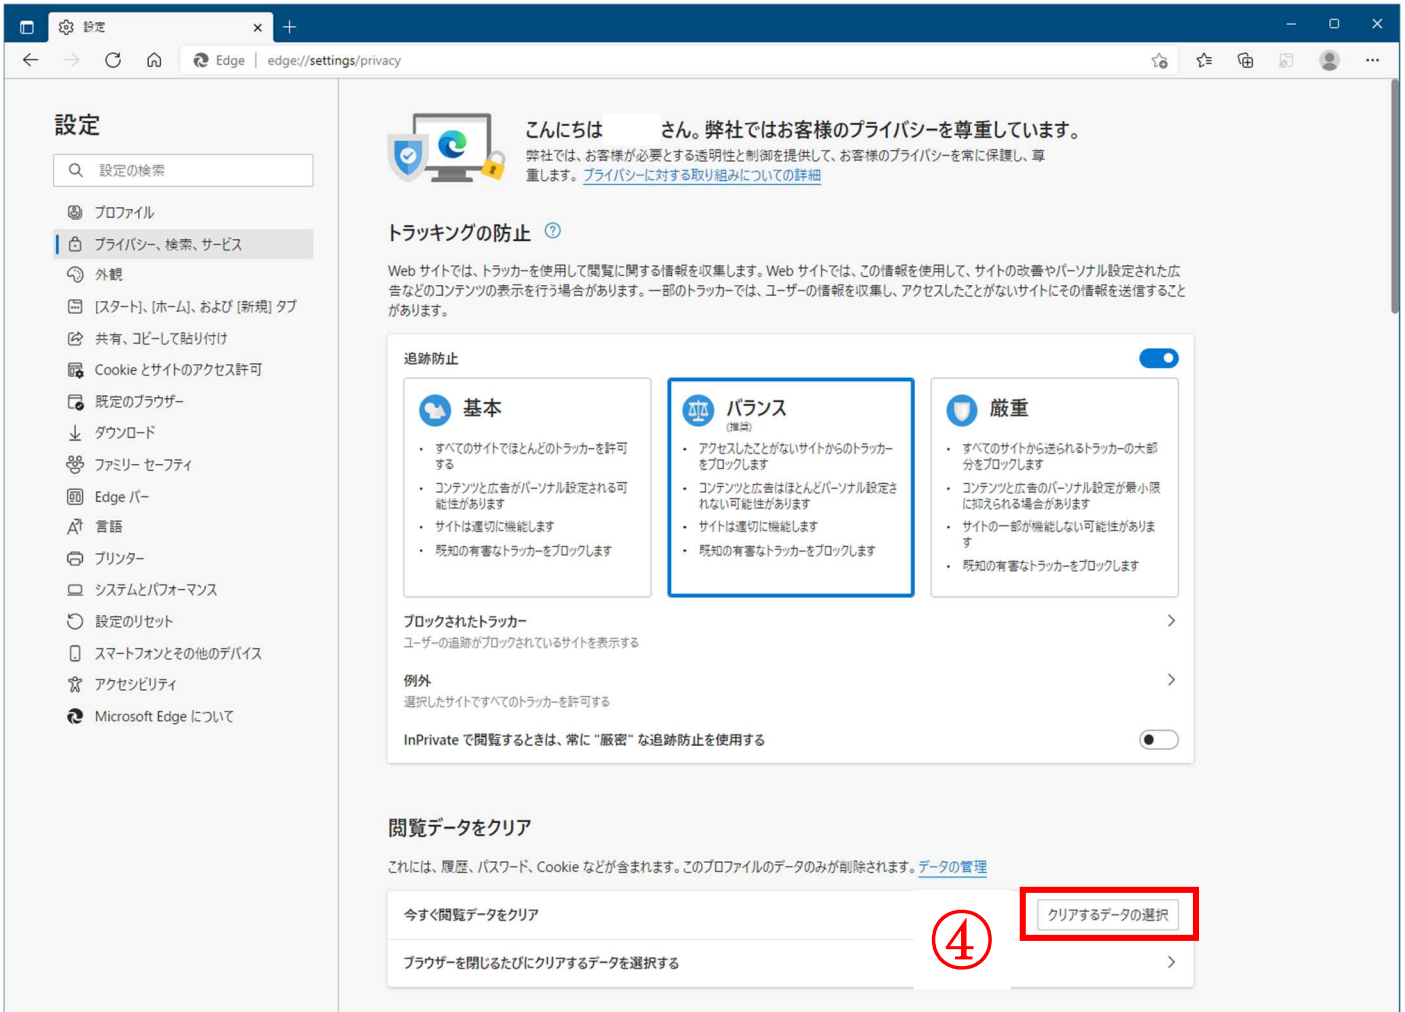 設定
Edge | edge://settings/privacy
設定
設定の検索
プロファイル
プライバシー、検索、サービス
外観
[スタート]、[ホーム]、および [新規] タブ
共有、コピーして貼り付け
Cookie とサイトのアクセス許可
既定のブラウザー
ダウンロード
ファミリー セーフティ
Edge バー
言語
プリンター
システムとパフォーマンス
設定のリセット
スマートフォンとその他のデバイス
アクセシビリティ
Microsoft Edge について
こんにちは さん。弊社ではお客様のプライバシーを尊重しています。
弊社では、お客様が必要とする透明性と制御を提供して、お客様のプライバシーを常に保護し、尊
重します。プライバシーに対する取り組みについての詳細
トラッキングの防止
Web サイトでは、トラッカーを使用して閲覧に関する情報を収集します。Web サイトでは、この情報を使用して、サイトの改善やパーソナル設定された広
告などのコンテンツの表示を行う場合があります。一部のトラッカーでは、ユーザーの情報を収集し、アクセスしたことがないサイトにその情報を送信すること
があります。
追跡防止
基本
・ すべてのサイトでほとんどのトラッカーを許可
する
・ コンテンツと広告がパーソナル設定される可
能性があります
・ サイトは適切に機能します
・ 既知の有害なトラッカーをブロックします
バランス
(推奨)
・ アクセスしたことがないサイトからのトラッカー
をブロックします
・ コンテンツと広告はほとんどパーソナル設定さ
れない可能性があります
・ サイトは適切に機能します
・ 既知の有害なトラッカーをブロックします
厳重
・ すべてのサイトから送られるトラッカーの大部
分をブロックします
・ コンテンツと広告のパーソナル設定が最小限
に抑えられる場合があります
・ サイトの一部が機能しない可能性がありま
す
・ 既知の有害なトラッカーをブロックします
ブロックされたトラッカー
ユーザーの追跡がブロックされているサイトを表示する
例外
選択したサイトですべてのトラッカーを許可する
InPrivate で閲覧するときは、常に "厳密" な追跡防止を使用する
閲覧データをクリア
これには、履歴、パスワード、Cookie などが含まれます。このプロファイルのデータのみが削除されます。データの管理
今すぐ閲覧データをクリア
④
クリアするデータの選択
ブラウザーを閉じるたびにクリアするデータを選択する